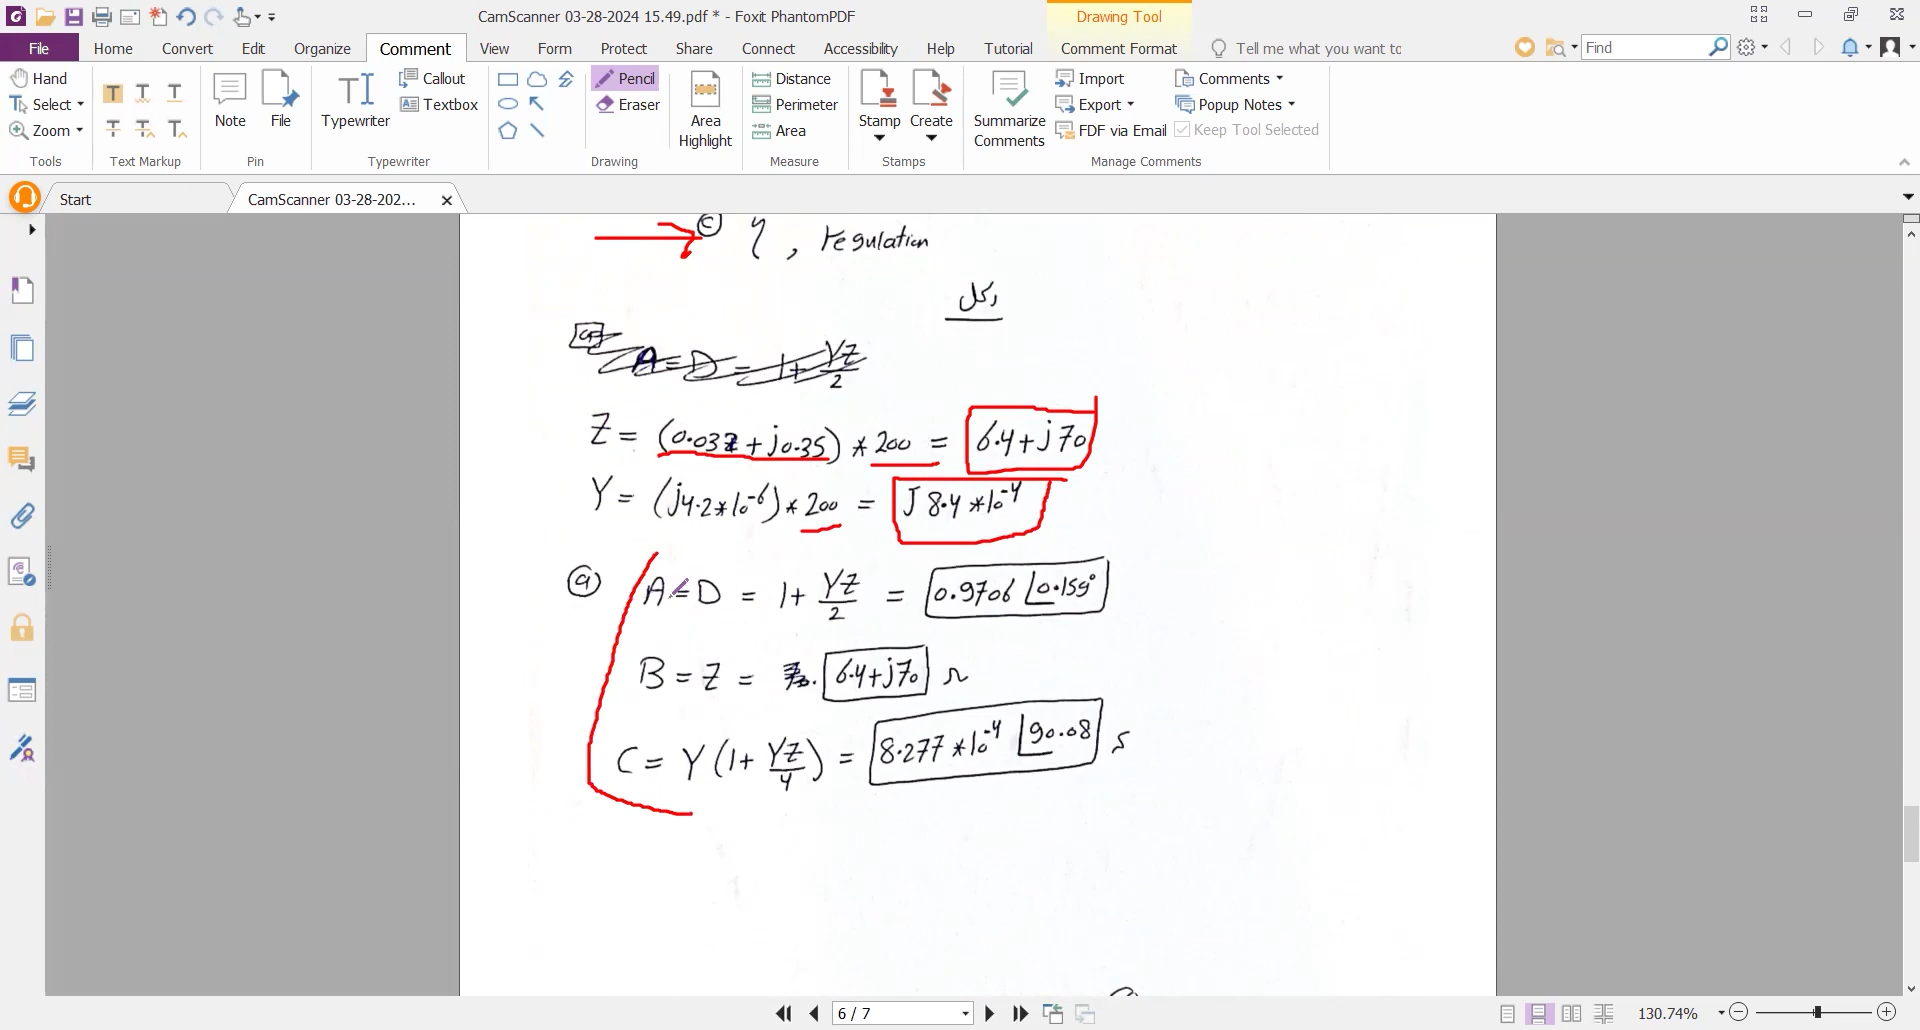 CamScanner 03-28-2024 15.49.pdf * - Foxit PhantomPDF
Drawing Tool
File Home Convert Edit Organize Comment View Form Protect Share Connect Accessibility Help Tutorial Comment Format Tell me what you want to Find
Hand
Select
Zoom
Tools
Text Markup
Note File
Pin
Typewriter
Typewriter
Callout
Textbox
Pencil
Eraser
Drawing
Area Highlight
Distance
Perimeter
Area
Measure
Stamp Create
Stamps
Summarize Comments
Import
Export
FDF via Email
Comments
Popup Notes
Keep Tool Selected
Manage Comments
Start CamScanner 03-28-202...
ⓒ η , regulation
A = D = 1 + YZ/2
Z = (0.032 + j0.35) * 200 = 6.4 + j70
Y = (j4.2*10⁻⁶) * 200 = J 8.4 * 10⁻⁴
ⓐ A = D = 1 + YZ/2 = 0.9706 ∠0.159°
B = Z = 6.4 + j70 Ω
C = Y (1 + YZ/4) = 8.277 * 10⁻⁴ ∠90.08 S
6 / 7
130.74%